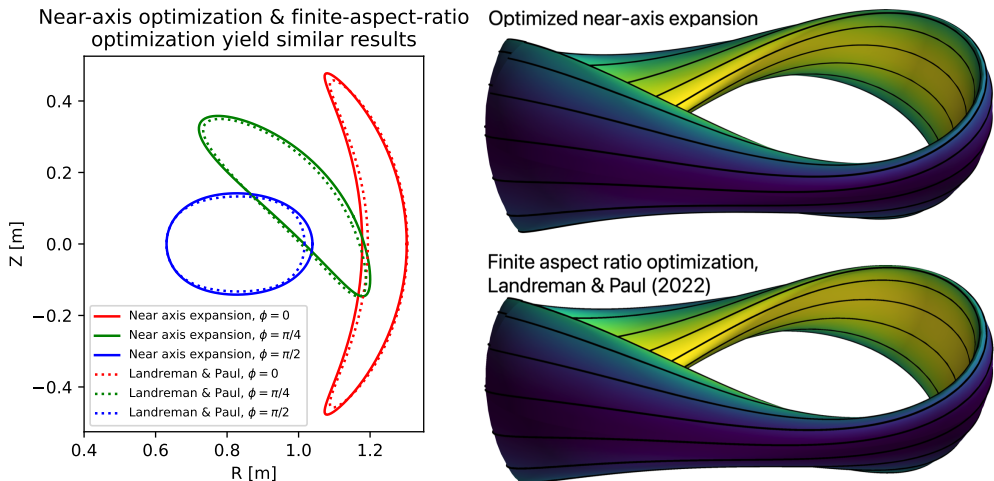 Near-axis optimization & finite-aspect-ratio
optimization yield similar results
Z [m]
0.4
0.2
0.0
−0.2
−0.4
Near axis expansion, ϕ = 0
Near axis expansion, ϕ = π/4
Near axis expansion, ϕ = π/2
Landreman & Paul, ϕ = 0
Landreman & Paul, ϕ = π/4
Landreman & Paul, ϕ = π/2
0.4 0.6 0.8 1.0 1.2
R [m]
Optimized near-axis expansion
Finite aspect ratio optimization,
Landreman & Paul (2022)